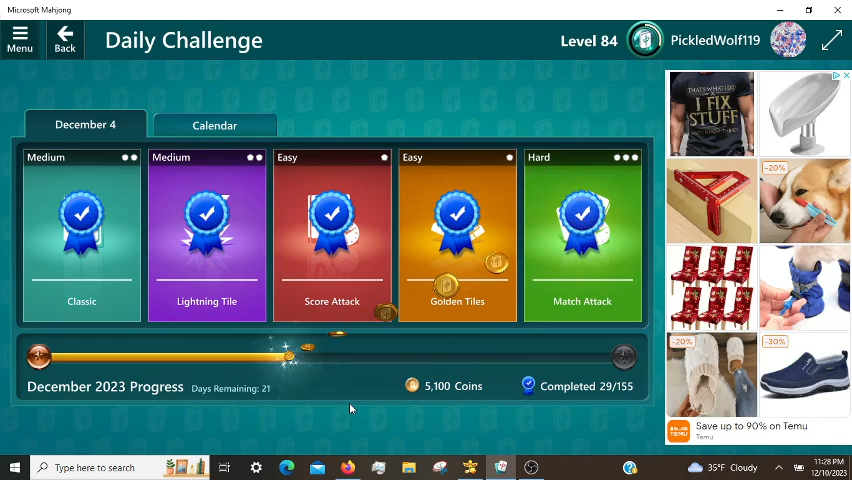 Microsoft Mahjong
Menu
Back
Daily Challenge
Level 84
PickledWolf119
December 4
Calendar
Medium
Medium
Easy
Easy
Hard
Classic
Lightning Tile
Score Attack
Golden Tiles
Match Attack
December 2023 Progress
Days Remaining: 21
5,100 Coins
Completed 29/155
THAT'S WHAT
I FIX
STUFF
-20%
-20%
-30%
TEMU
Save up to 90% on Temu
Temu
Type here to search
35°F Cloudy
11:28 PM
12/10/2023